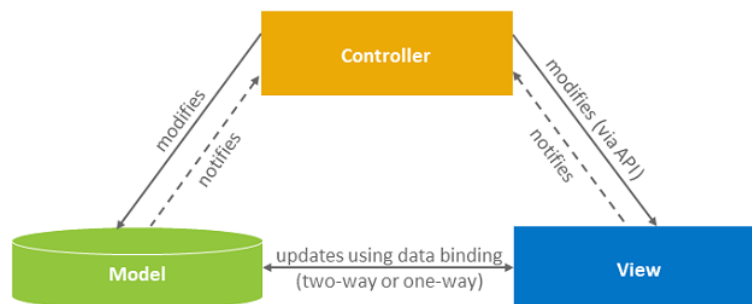 Controller
modifies
notifies
modifies (via API)
notifies
updates using data binding
(two-way or one-way)
Model
View